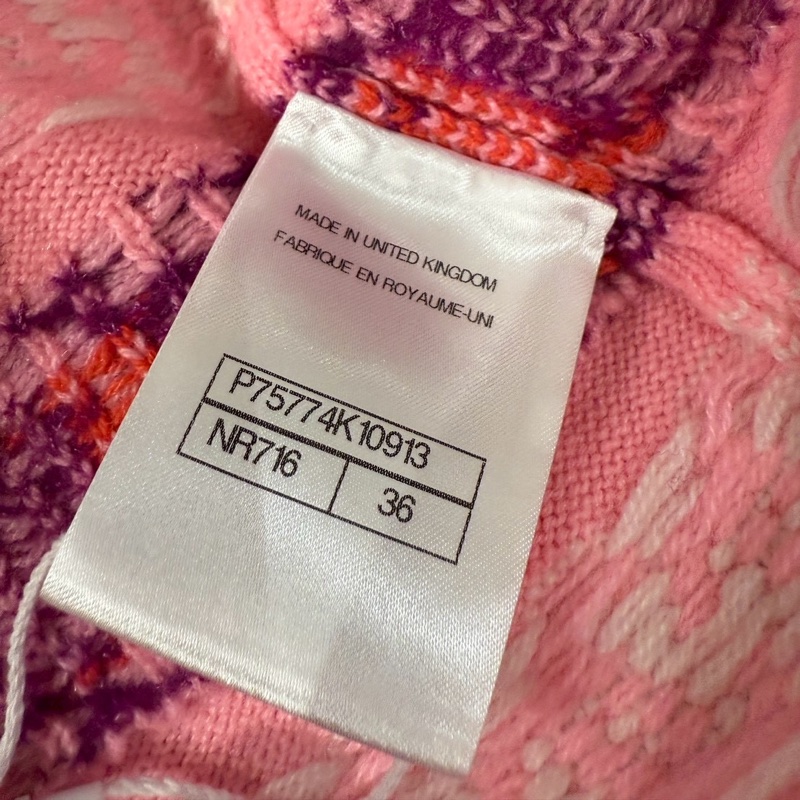 MADE IN UNITED KINGDOM
FABRIQUE EN ROYAUME-UNI
P75774K10913
NR716 36